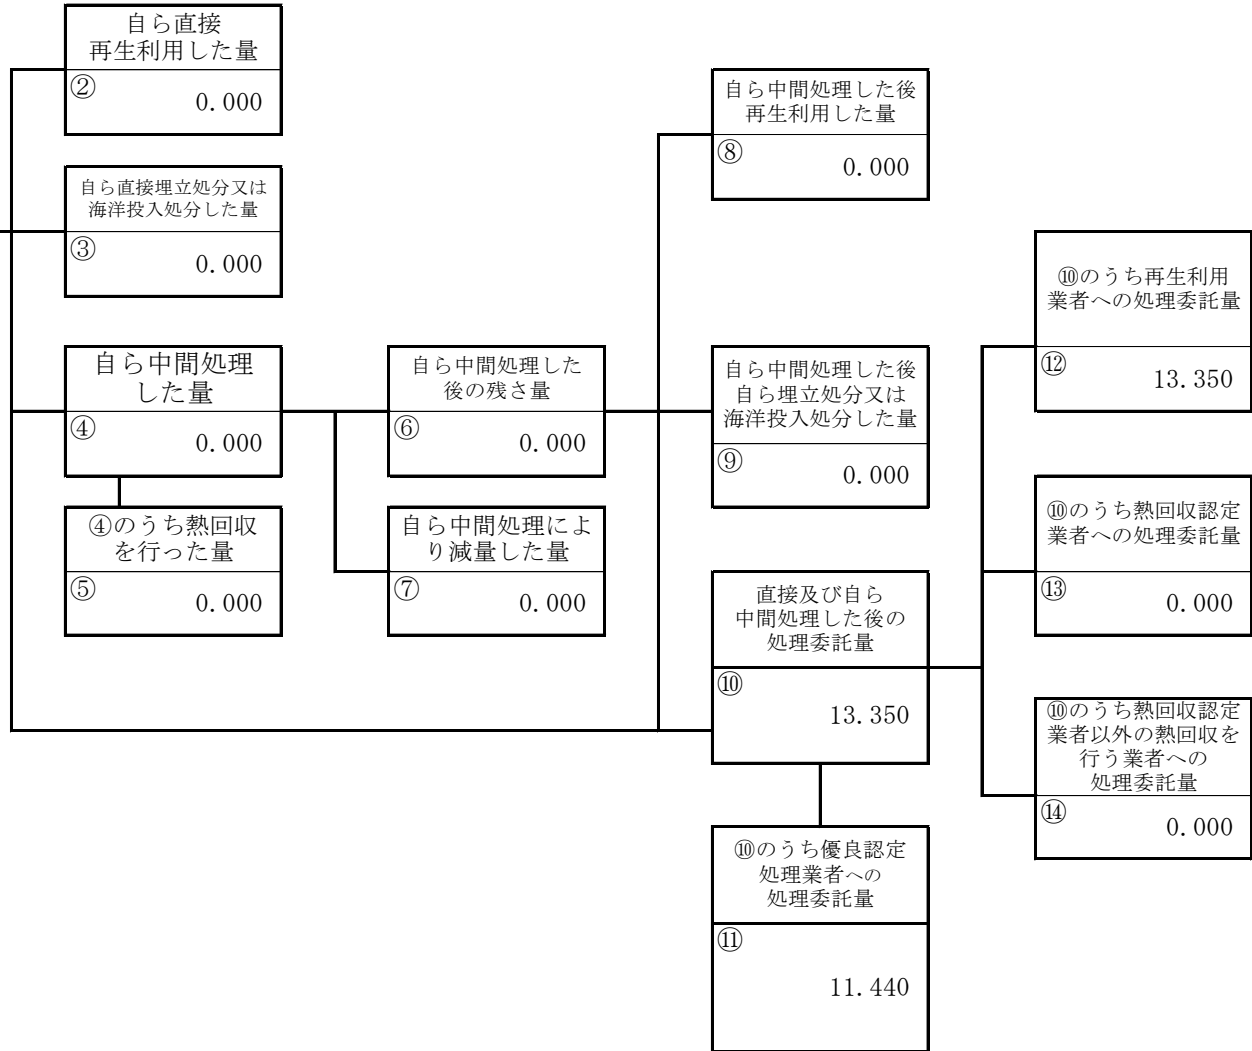 自ら直接
再生利用した量
②
0.000
自ら直接埋立処分又は
海洋投入処分した量
③
0.000
自ら中間処理
した量
④
0.000
④のうち熱回収
を行った量
⑤
0.000
自ら中間処理した
後の残さ量
⑥
0.000
自ら中間処理によ
り減量した量
⑦
0.000
自ら中間処理した後
再生利用した量
⑧
0.000
自ら中間処理した後
自ら埋立処分又は
海洋投入処分した量
⑨
0.000
直接及び自ら
中間処理した後の
処理委託量
⑩
13.350
⑩のうち優良認定
処理業者への
処理委託量
⑪
11.440
⑩のうち再生利用
業者への処理委託量
⑫
13.350
⑩のうち熱回収認定
業者への処理委託量
⑬
0.000
⑩のうち熱回収認定
業者以外の熱回収を
行う業者への
処理委託量
⑭
0.000